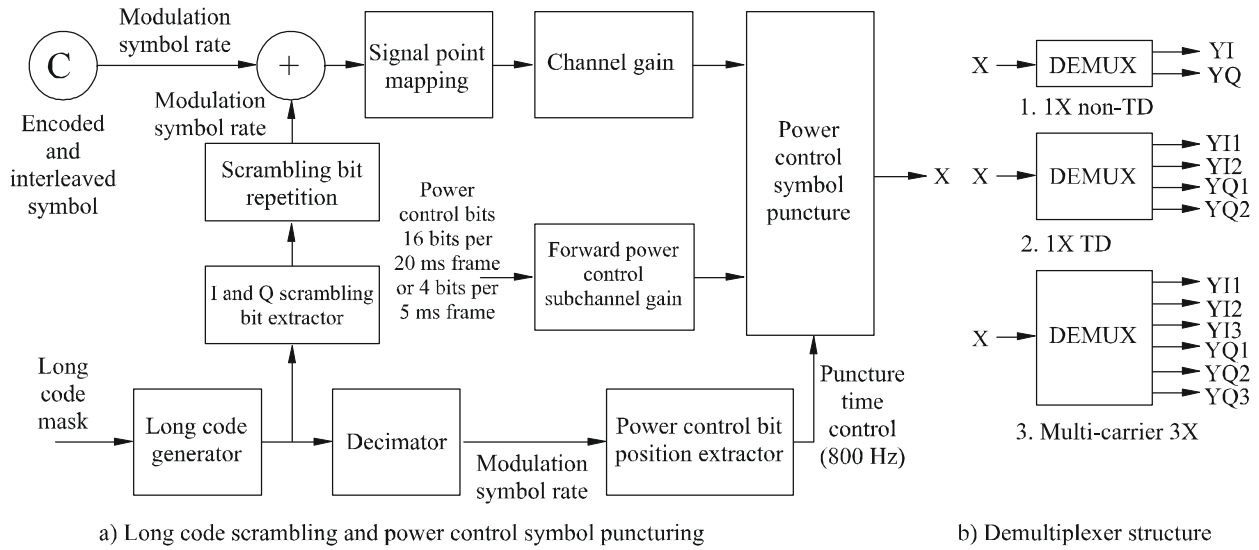 Modulation
symbol rate
C
+
Encoded
and
interleaved
symbol
Modulation
symbol rate
Signal point
mapping
Channel gain
Scrambling bit
repetition
I and Q scrambling
bit extractor
Power
control bits
16 bits per
20 ms frame
or 4 bits per
5 ms frame
Forward power
control
subchannel gain
Power
control
symbol
puncture
X
Long
code
mask
Long code
generator
Decimator
Modulation
symbol rate
Power control bit
position extractor
Puncture
time
control
(800 Hz)
a) Long code scrambling and power control symbol puncturing
X
DEMUX
YI
YQ
1. 1X non-TD
X
DEMUX
YI1
YI2
YQ1
YQ2
2. 1X TD
X
DEMUX
YI1
YI2
YI3
YQ1
YQ2
YQ3
3. Multi-carrier 3X
b) Demultiplexer structure